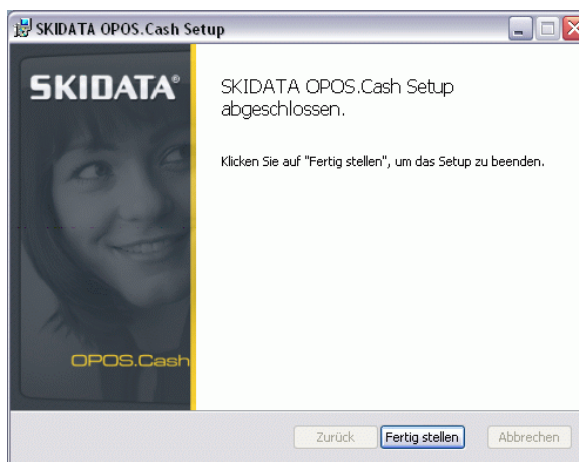 SKIDATA OPOS.Cash Setup
SKIDATA®
SKIDATA OPOS.Cash Setup
abgeschlossen.
Klicken Sie auf "Fertig stellen", um das Setup zu beenden.
OPOS.Cash
Zurück
Fertig stellen
Abbrechen